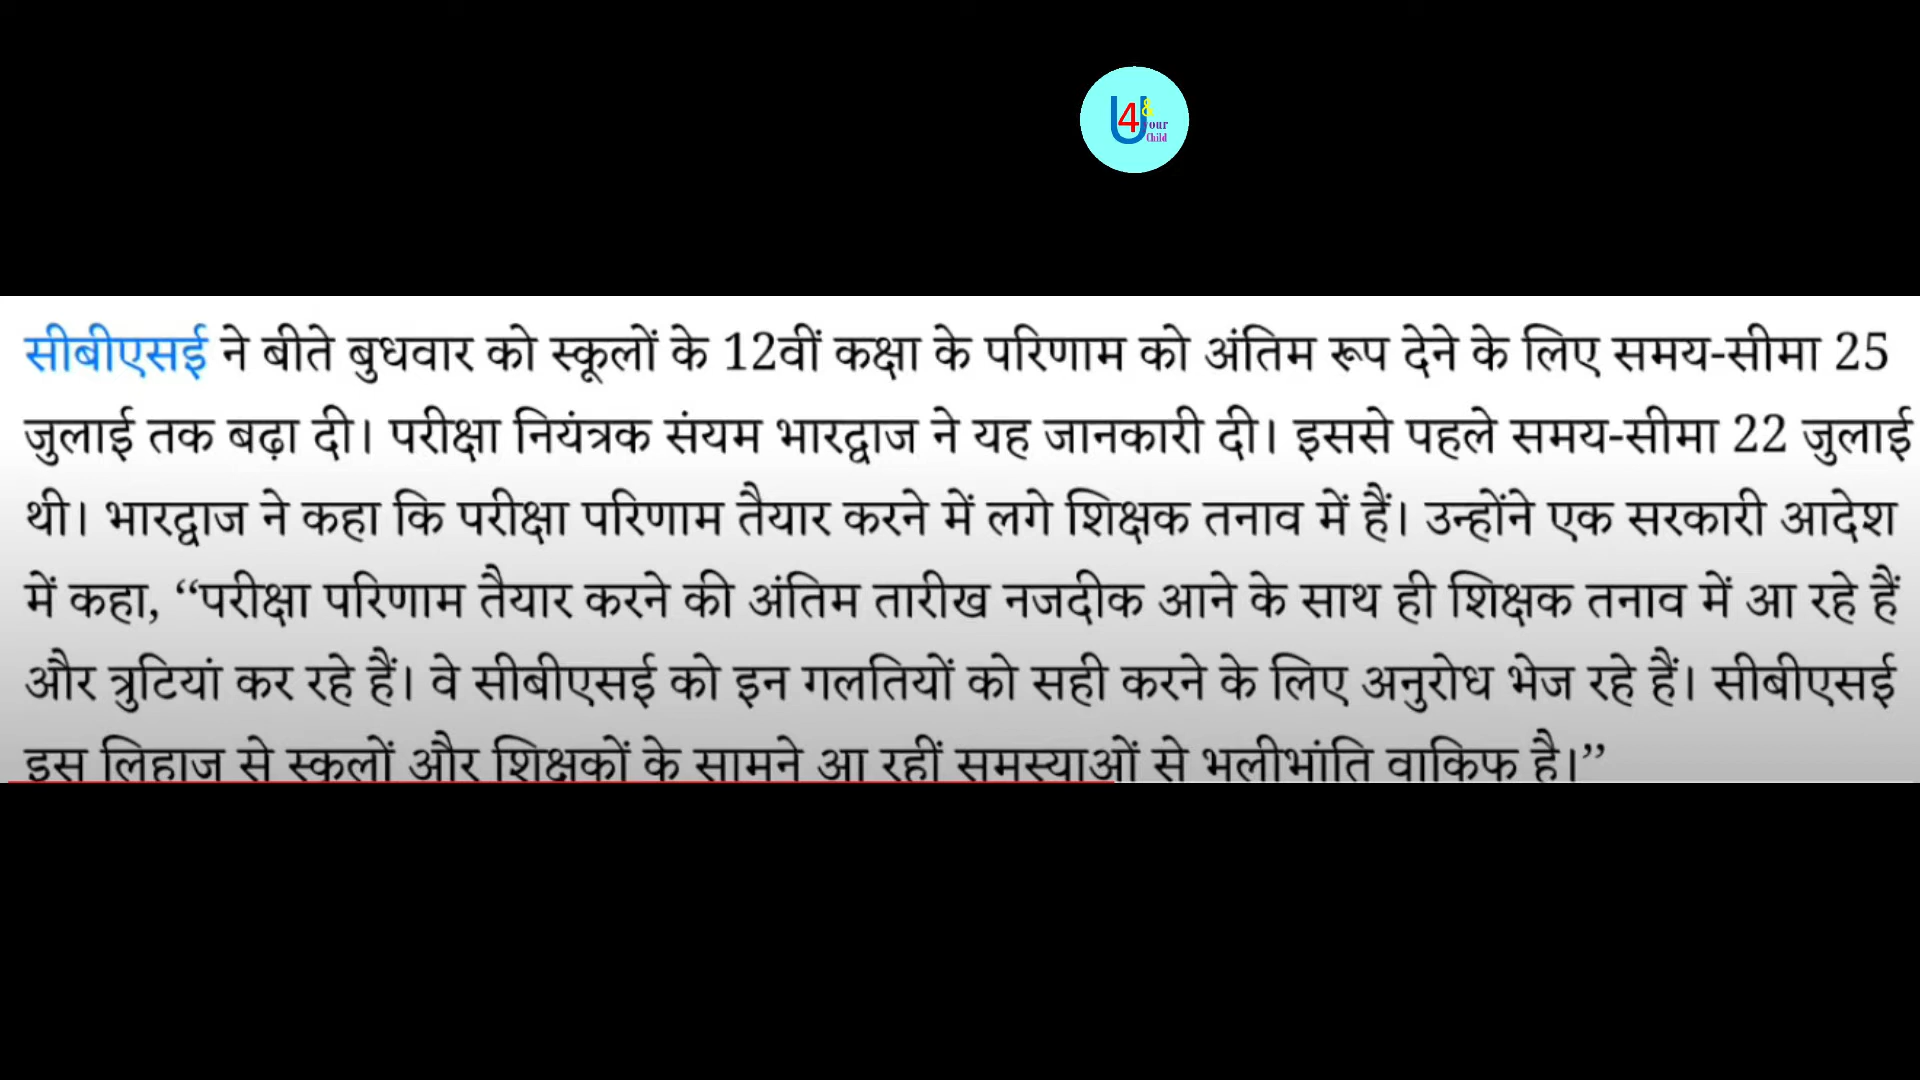 U4&
your
Child
सीबीएसई ने बीते बुधवार को स्कूलों के 12वीं कक्षा के परिणाम को अंतिम रूप देने के लिए समय-सीमा 25
जुलाई तक बढ़ा दी। परीक्षा नियंत्रक संयम भारद्वाज ने यह जानकारी दी। इससे पहले समय-सीमा 22 जुलाई
थी। भारद्वाज ने कहा कि परीक्षा परिणाम तैयार करने में लगे शिक्षक तनाव में हैं। उन्होंने एक सरकारी आदेश
में कहा, “परीक्षा परिणाम तैयार करने की अंतिम तारीख नजदीक आने के साथ ही शिक्षक तनाव में आ रहे हैं
और त्रुटियां कर रहे हैं। वे सीबीएसई को इन गलतियों को सही करने के लिए अनुरोध भेज रहे हैं। सीबीएसई
इस लिहाज से स्कूलों और शिक्षकों के सामने आ रहीं समस्याओं से भलीभांति वाकिफ है।”